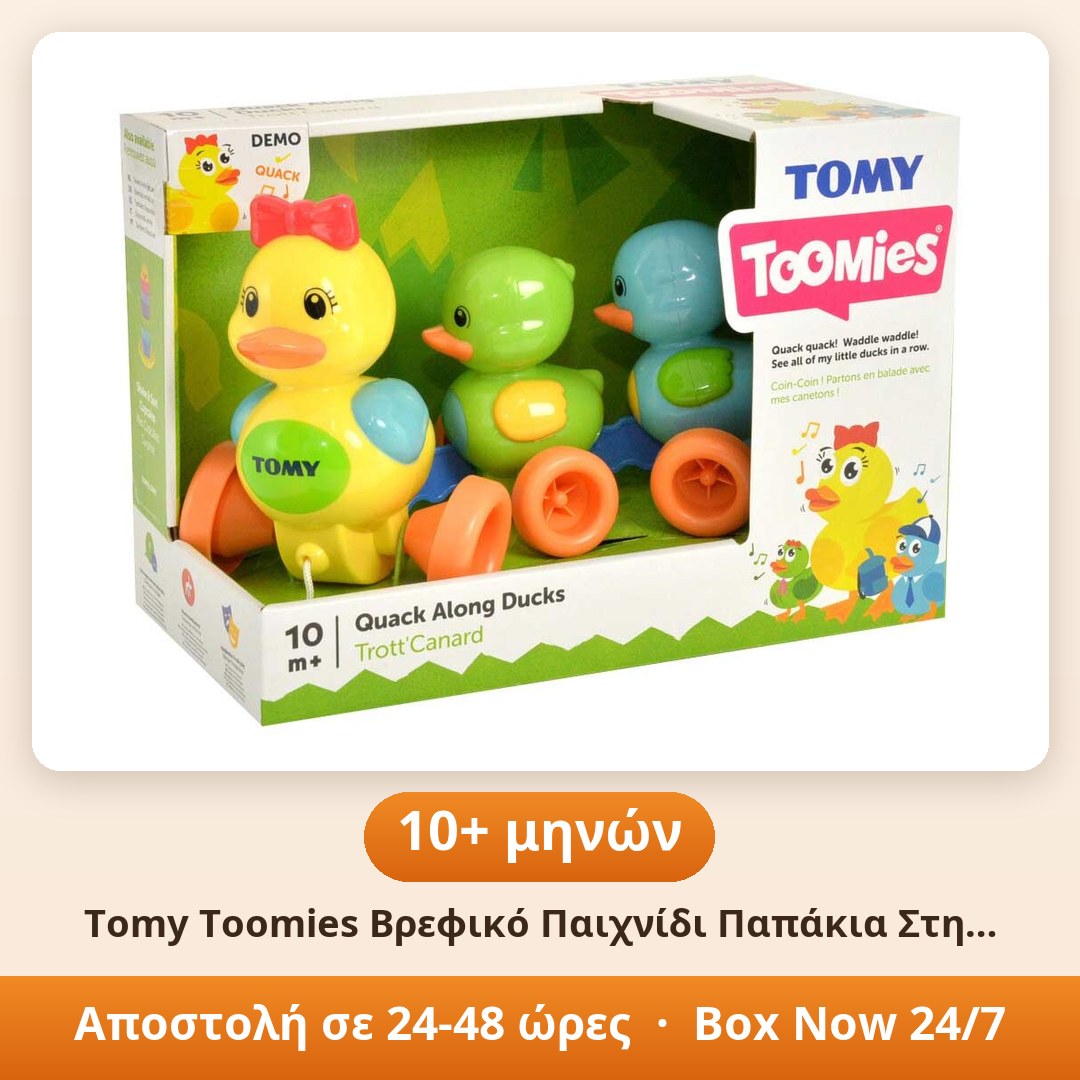 DEMO
QUACK
TOMY
TOOMies
Quack quack! Waddle waddle!
See all of my little ducks in a row.
Coin-Coin ! Partons en balade avec
mes canetons !
TOMY
10
m+
Quack Along Ducks
Trott'Canard
10+ μηνών
Tomy Toomies Βρεφικό Παιχνίδι Παπάκια Στη...
Αποστολή σε 24-48 ώρες · Box Now 24/7